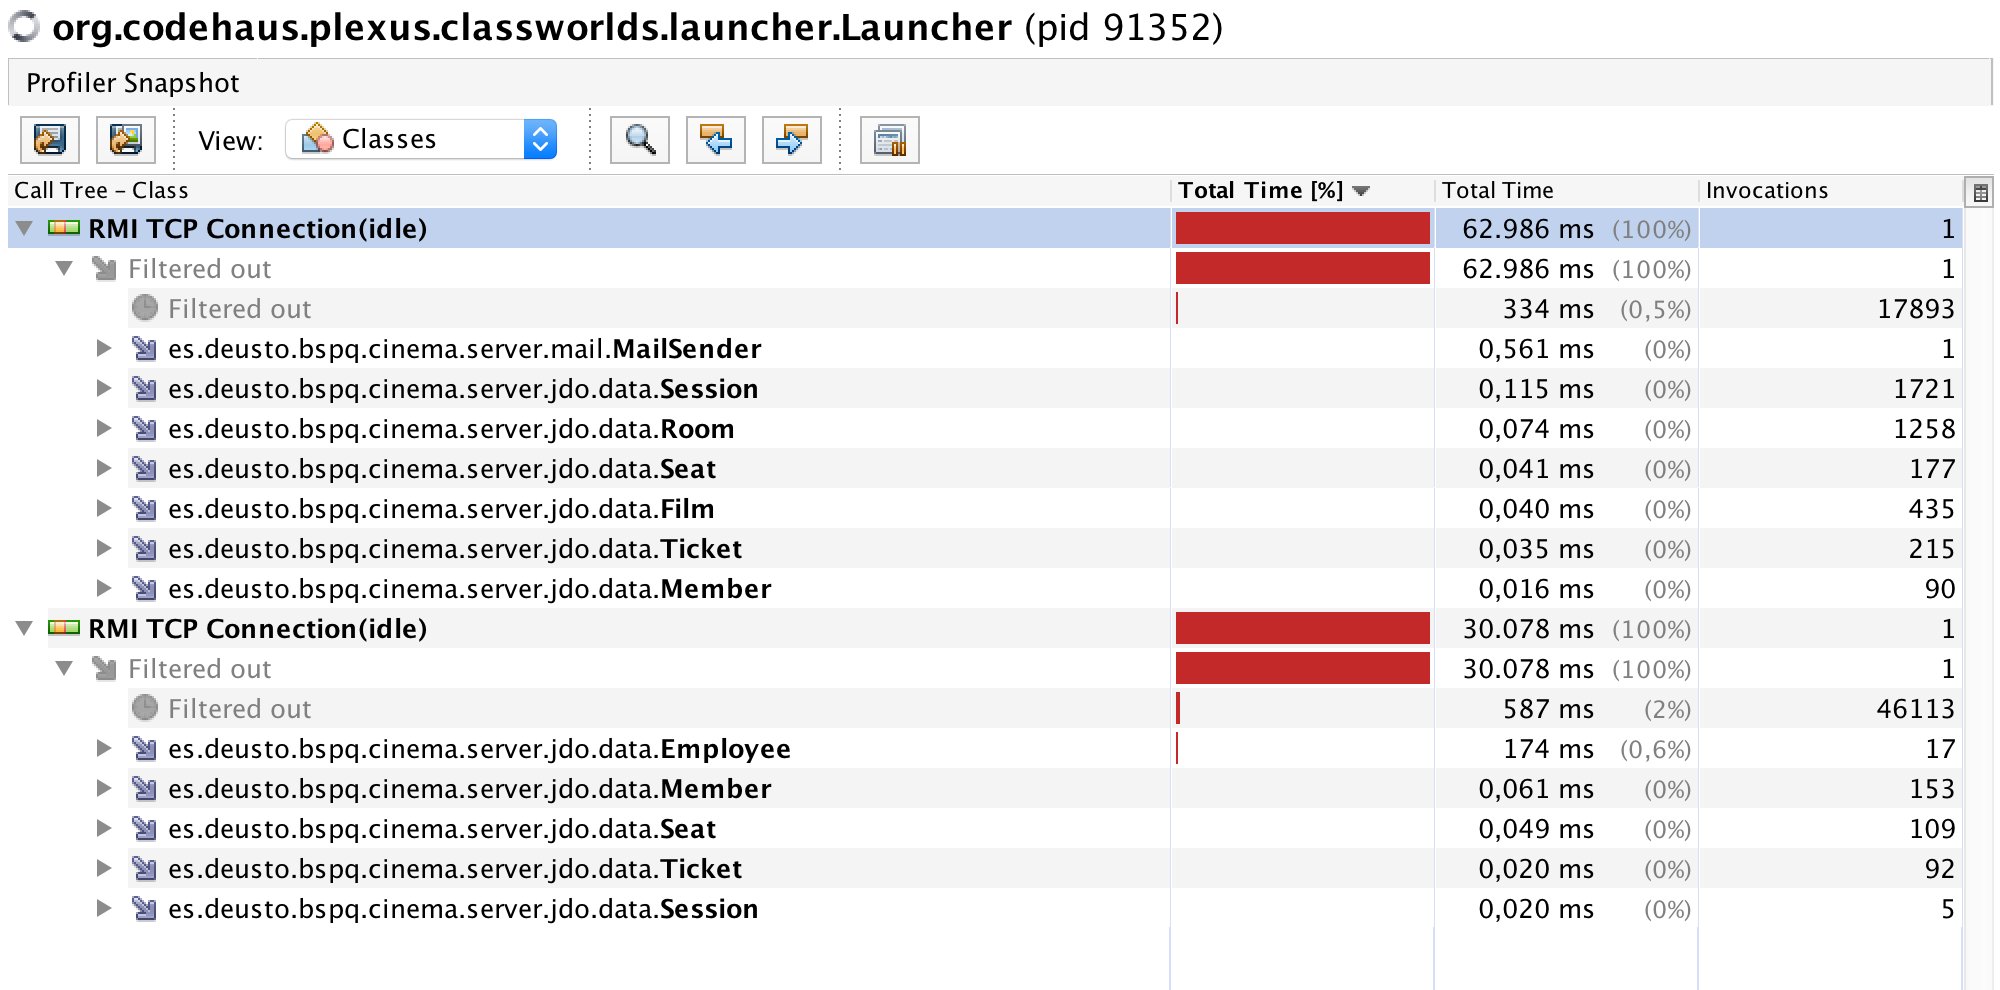 org.codehaus.plexus.classworlds.launcher.Launcher (pid 91352)
Profiler Snapshot
View: Classes
Call Tree – Class Total Time [%] Total Time Invocations
RMI TCP Connection(idle) 62.986 ms (100%) 1
Filtered out 62.986 ms (100%) 1
Filtered out 334 ms (0,5%) 17893
es.deusto.bspq.cinema.server.mail.MailSender 0,561 ms (0%) 1
es.deusto.bspq.cinema.server.jdo.data.Session 0,115 ms (0%) 1721
es.deusto.bspq.cinema.server.jdo.data.Room 0,074 ms (0%) 1258
es.deusto.bspq.cinema.server.jdo.data.Seat 0,041 ms (0%) 177
es.deusto.bspq.cinema.server.jdo.data.Film 0,040 ms (0%) 435
es.deusto.bspq.cinema.server.jdo.data.Ticket 0,035 ms (0%) 215
es.deusto.bspq.cinema.server.jdo.data.Member 0,016 ms (0%) 90
RMI TCP Connection(idle) 30.078 ms (100%) 1
Filtered out 30.078 ms (100%) 1
Filtered out 587 ms (2%) 46113
es.deusto.bspq.cinema.server.jdo.data.Employee 174 ms (0,6%) 17
es.deusto.bspq.cinema.server.jdo.data.Member 0,061 ms (0%) 153
es.deusto.bspq.cinema.server.jdo.data.Seat 0,049 ms (0%) 109
es.deusto.bspq.cinema.server.jdo.data.Ticket 0,020 ms (0%) 92
es.deusto.bspq.cinema.server.jdo.data.Session 0,020 ms (0%) 5